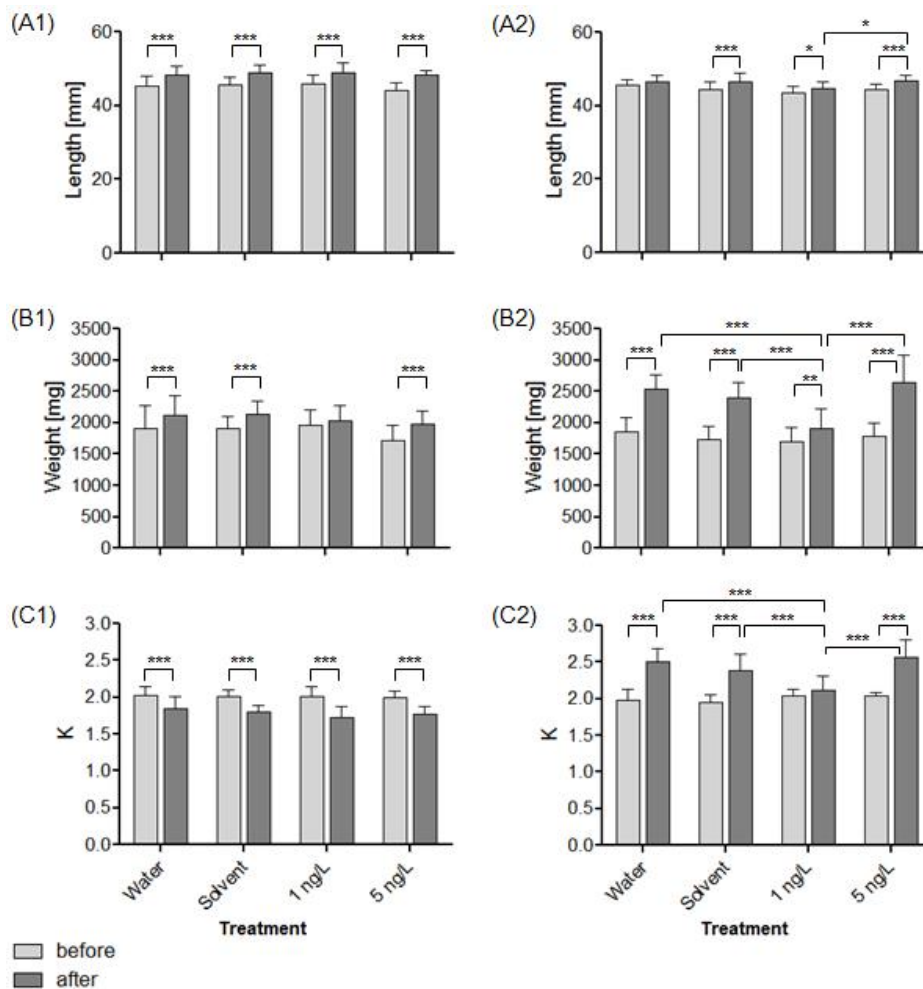 (A1)
60
40
20
0
Length [mm]
*** *** *** ***
(A2)
60
40
20
0
Length [mm]
*
*** * ***
(B1)
3500
3000
2500
2000
1500
1000
500
0
Weight [mg]
*** *** ***
(B2)
3500
3000
2500
2000
1500
1000
500
0
Weight [mg]
*** ***
*** *** *** ***
**
(C1)
3.0
2.5
2.0
1.5
1.0
0.5
0.0
K
*** *** *** ***
Water
Solvent
1 ng/L
5 ng/L
Treatment
(C2)
3.0
2.5
2.0
1.5
1.0
0.5
0.0
K
***
*** *** *** ***
***
Water
Solvent
1 ng/L
5 ng/L
Treatment
before
after